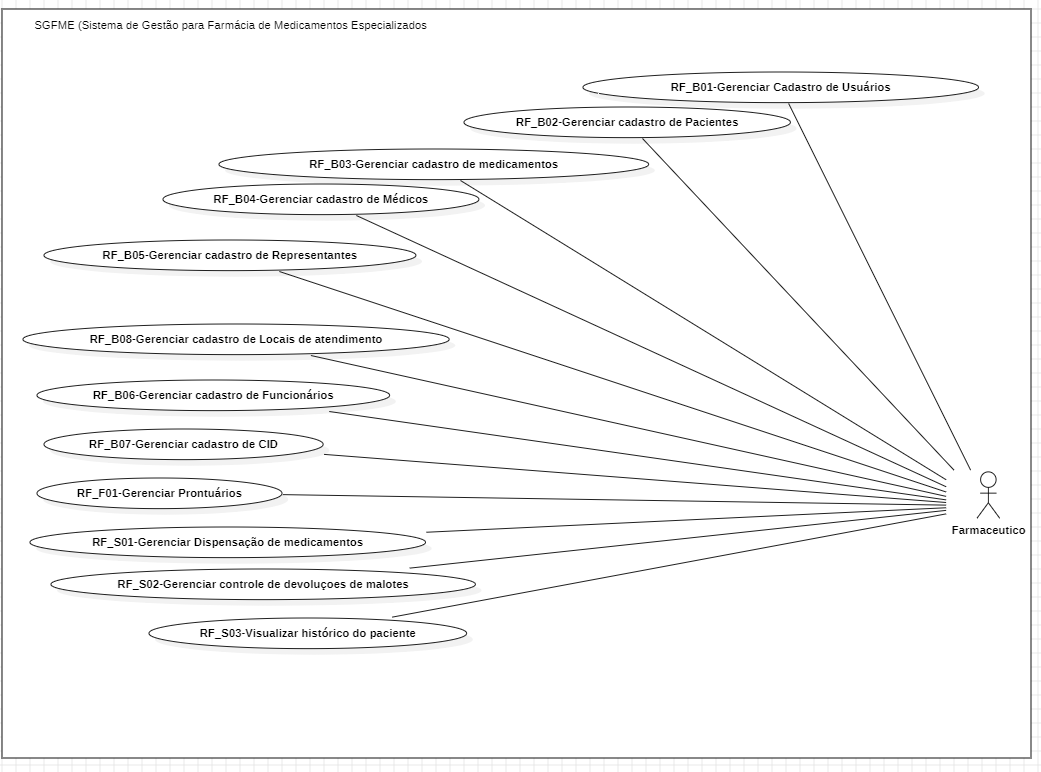 SGFME (Sistema de Gestão para Farmácia de Medicamentos Especializados
RF_B01-Gerenciar Cadastro de Usuários
RF_B02-Gerenciar cadastro de Pacientes
RF_B03-Gerenciar cadastro de medicamentos
RF_B04-Gerenciar cadastro de Médicos
RF_B05-Gerenciar cadastro de Representantes
RF_B08-Gerenciar cadastro de Locais de atendimento
RF_B06-Gerenciar cadastro de Funcionários
RF_B07-Gerenciar cadastro de CID
RF_F01-Gerenciar Prontuários
RF_S01-Gerenciar Dispensação de medicamentos
RF_S02-Gerenciar controle de devoluçoes de malotes
RF_S03-Visualizar histórico do paciente
Farmaceutico